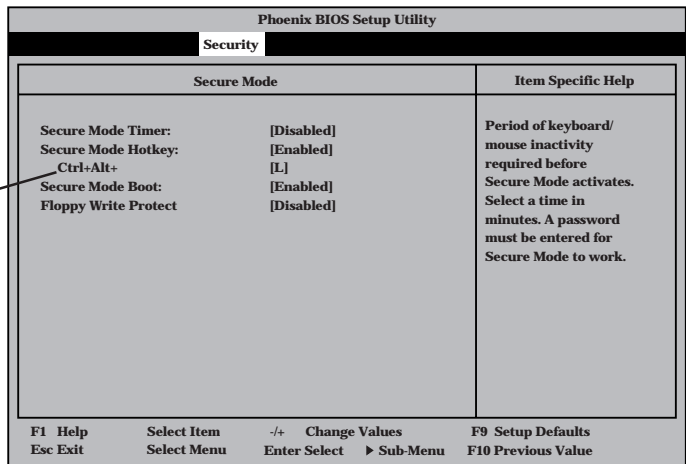 Phoenix BIOS Setup Utility
Security
Secure Mode
Item Specific Help
Secure Mode Timer: [Disabled]
Secure Mode Hotkey: [Enabled]
Ctrl+Alt+ [L]
Secure Mode Boot: [Enabled]
Floppy Write Protect [Disabled]
Period of keyboard/
mouse inactivity
required before
Secure Mode activates.
Select a time in
minutes. A password
must be entered for
Secure Mode to work.
F1 Help Select Item -/+ Change Values F9 Setup Defaults
Esc Exit Select Menu Enter Select ▶ Sub-Menu F10 Previous Value